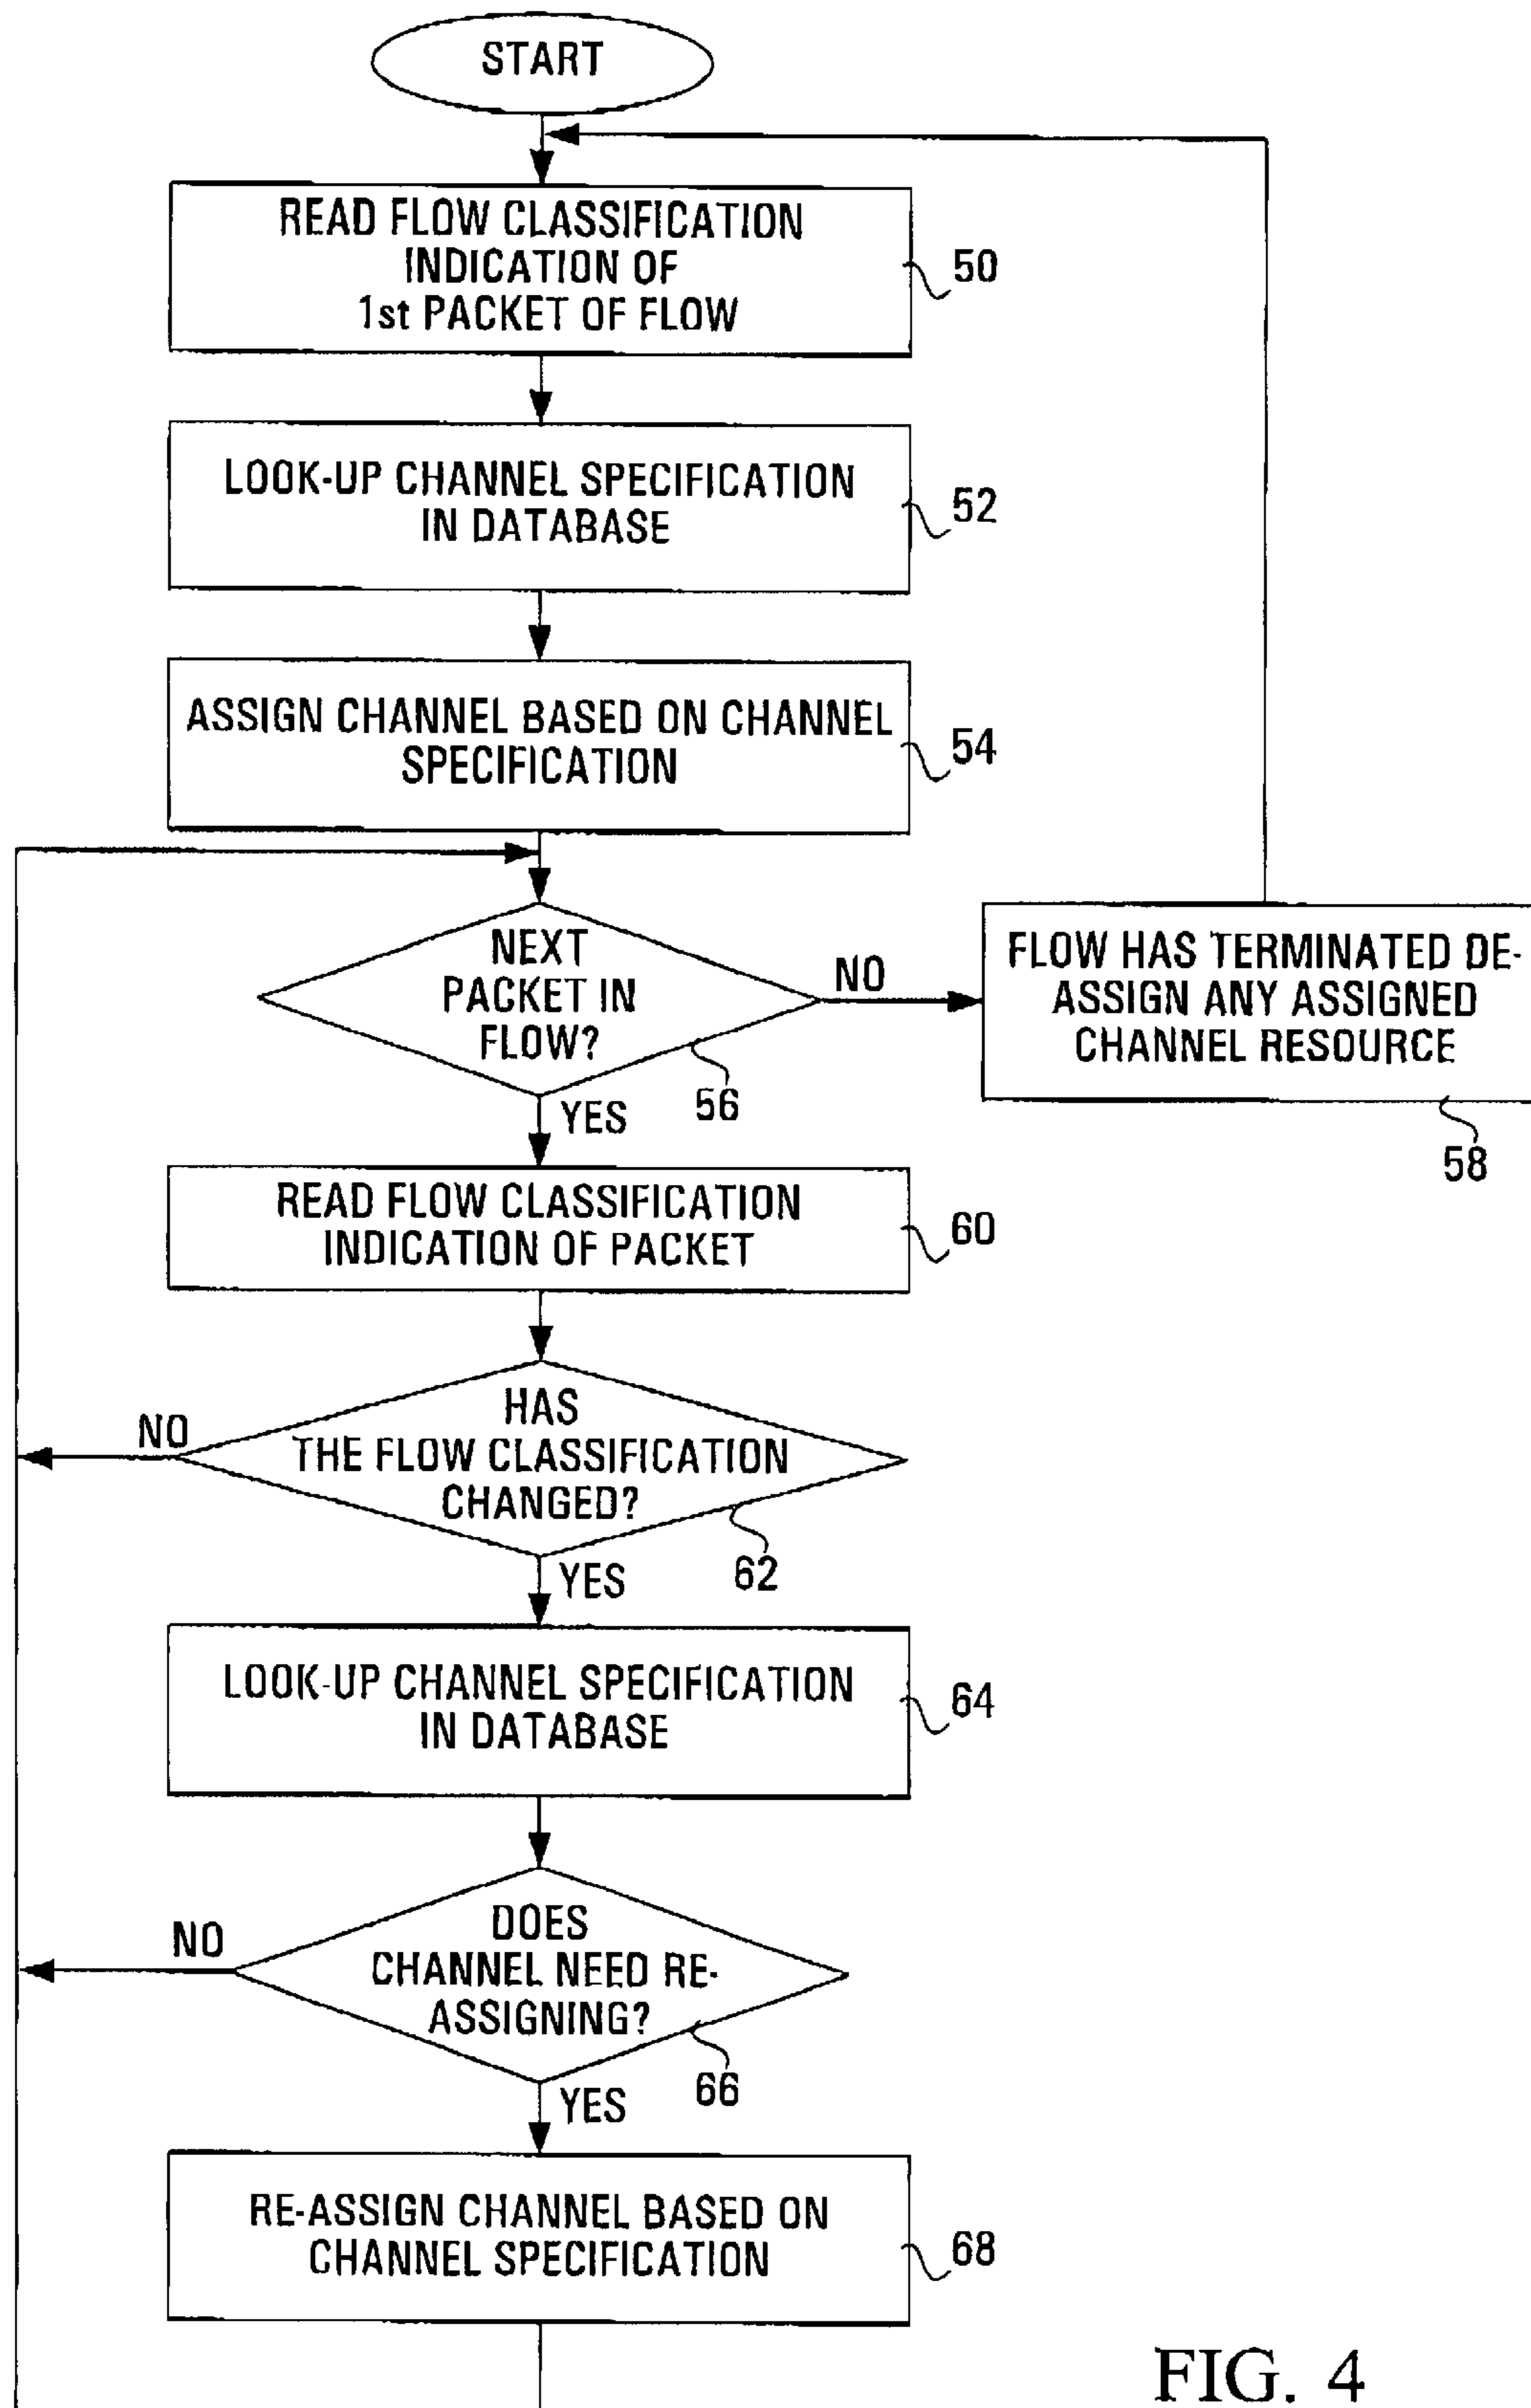 START
READ FLOW CLASSIFICATION
INDICATION OF
1st PACKET OF FLOW
50
LOOK-UP CHANNEL SPECIFICATION
IN DATABASE
52
ASSIGN CHANNEL BASED ON CHANNEL
SPECIFICATION
54
NEXT
PACKET IN
FLOW?
56
NO
FLOW HAS TERMINATED DE-
ASSIGN ANY ASSIGNED
CHANNEL RESOURCE
58
YES
READ FLOW CLASSIFICATION
INDICATION OF PACKET
60
HAS
THE FLOW CLASSIFICATION
CHANGED?
62
NO
YES
LOOK-UP CHANNEL SPECIFICATION
IN DATABASE
64
DOES
CHANNEL NEED RE-
ASSIGNING?
66
NO
YES
RE-ASSIGN CHANNEL BASED ON
CHANNEL SPECIFICATION
68
FIG. 4